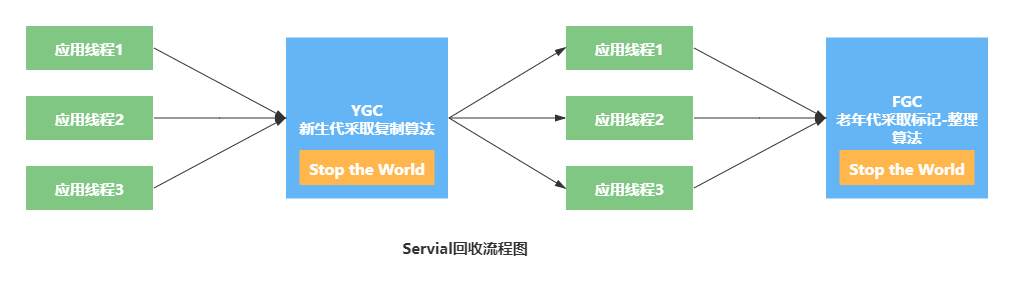 应用线程1
应用线程2
应用线程3
YGC
新生代采取复制算法
Stop the World
应用线程1
应用线程2
应用线程3
FGC
老年代采取标记-整理
算法
Stop the World
Servial回收流程图